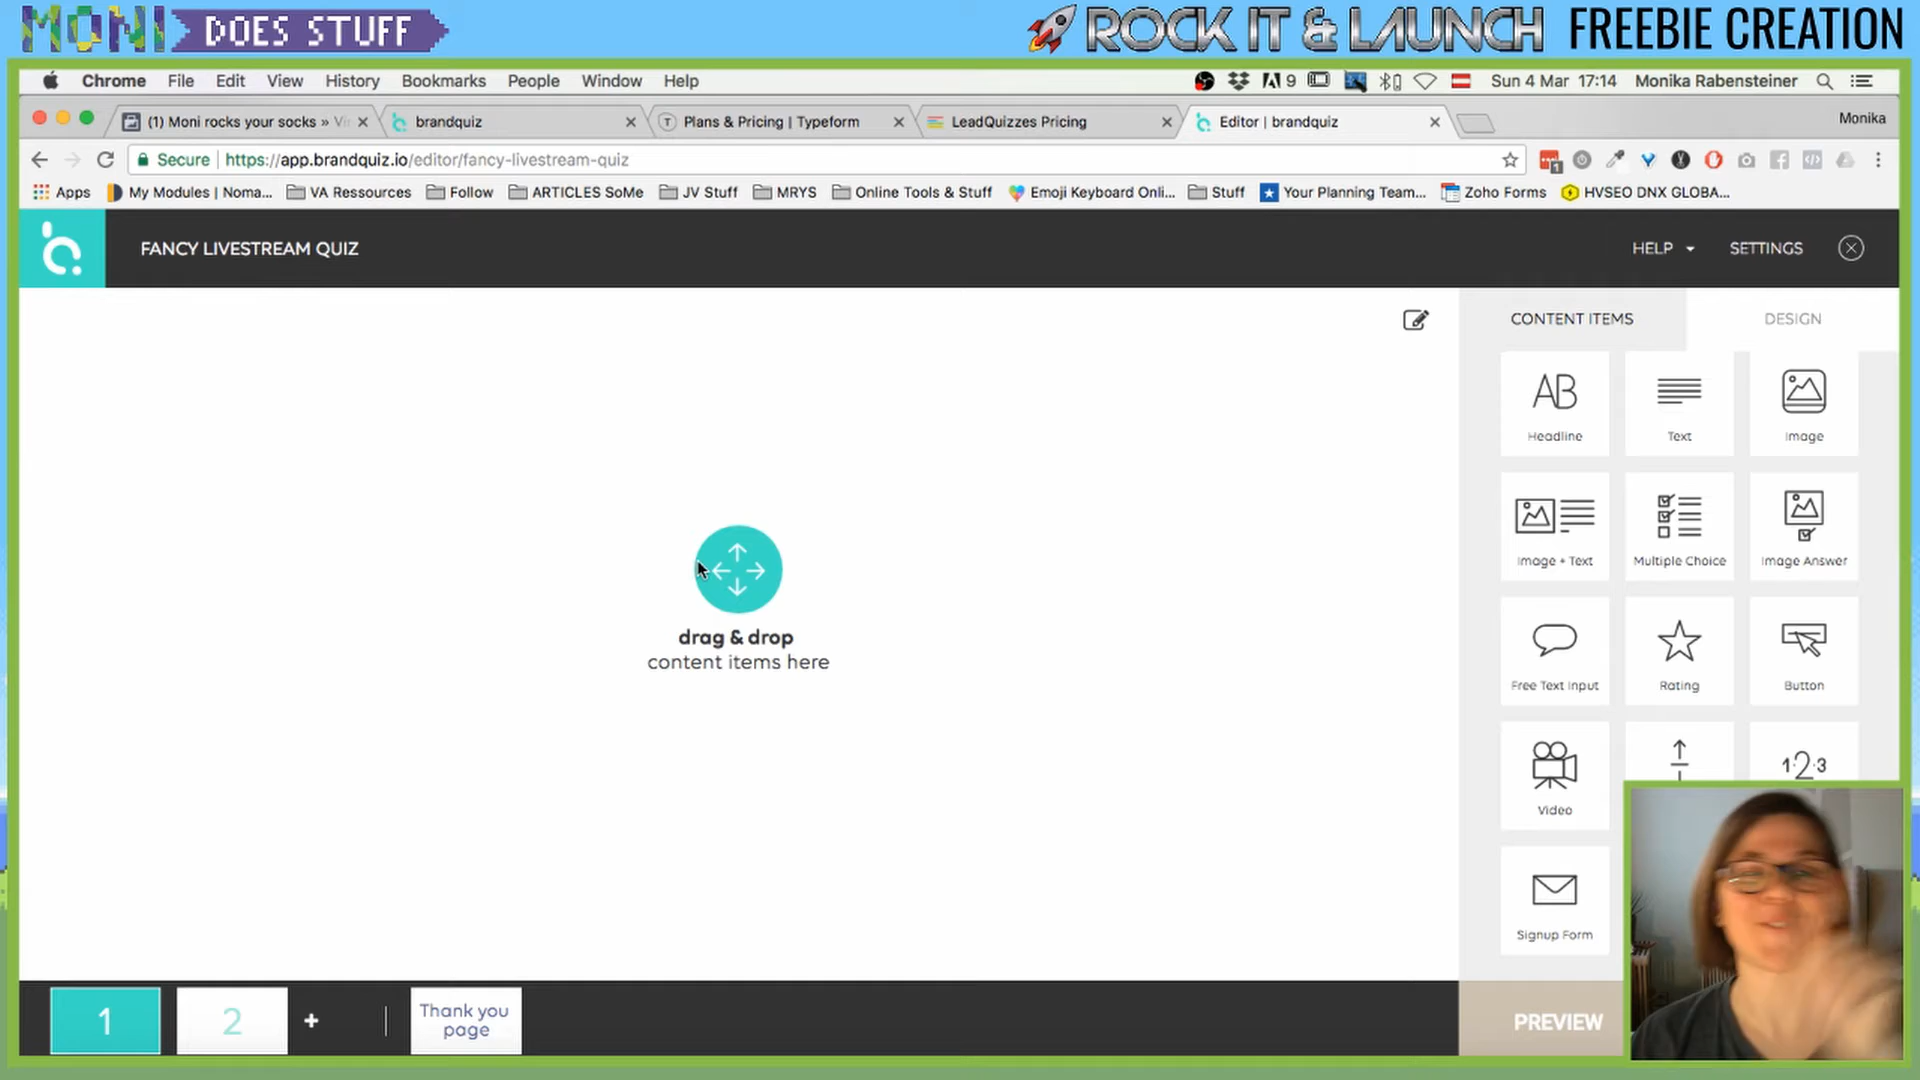 MONI DOES STUFF
ROCK IT & LAUNCH FREEBIE CREATION
Chrome File Edit View History Bookmarks People Window Help
9 Sun 4 Mar 17:14 Monika Rabensteiner
(1) Moni rocks your socks » Vi
brandquiz
Plans & Pricing | Typeform
LeadQuizzes Pricing
Editor | brandquiz
Monika
Secure https://app.brandquiz.io/editor/fancy-livestream-quiz
1
Apps My Modules | Noma... VA Ressources Follow ARTICLES SoMe JV Stuff MRYS Online Tools & Stuff Emoji Keyboard Onli... Stuff Your Planning Team... Zoho Forms HVSEO DNX GLOBA...
FANCY LIVESTREAM QUIZ
HELP SETTINGS
CONTENT ITEMS DESIGN
AB
Headline Text Image
Image + Text Multiple Choice Image Answer
Free Text Input Rating Button
1·2·3
Video
Signup Form
drag & drop
content items here
1 2 +
Thank you
page
PREVIEW